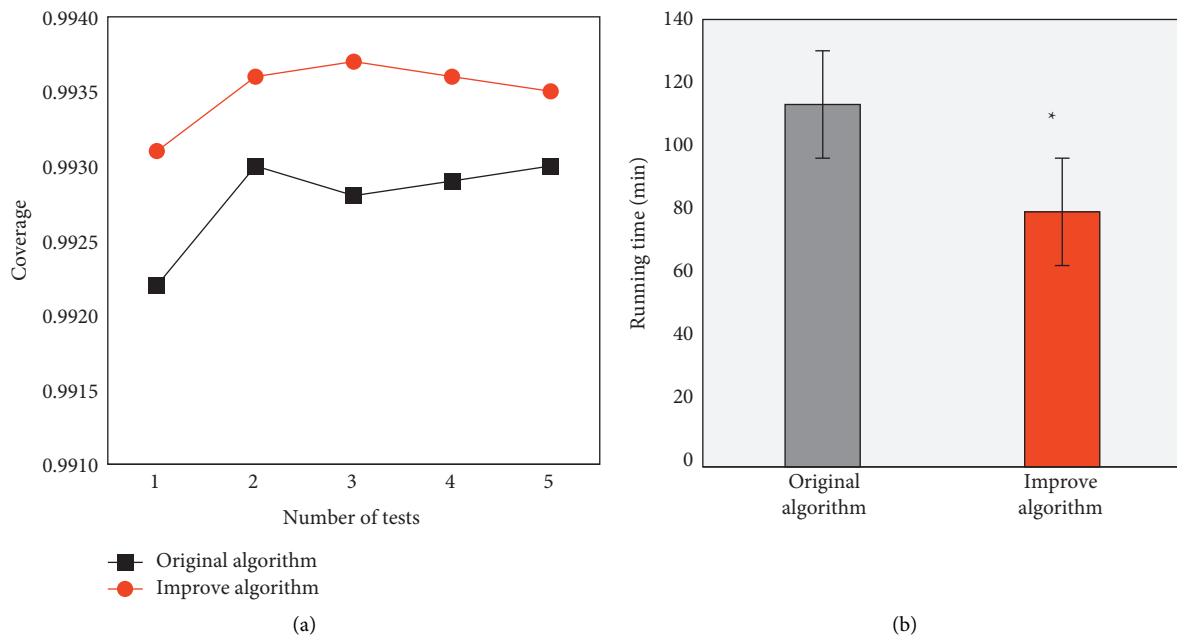 0.9940
0.9935
0.9930
0.9925
0.9920
0.9915
0.9910
Coverage
1 2 3 4 5
Number of tests
Original algorithm
Improve algorithm
(a)
140
120
100
80
60
40
20
0
Running time (min)
*
Original
algorithm
Improve
algorithm
(b)